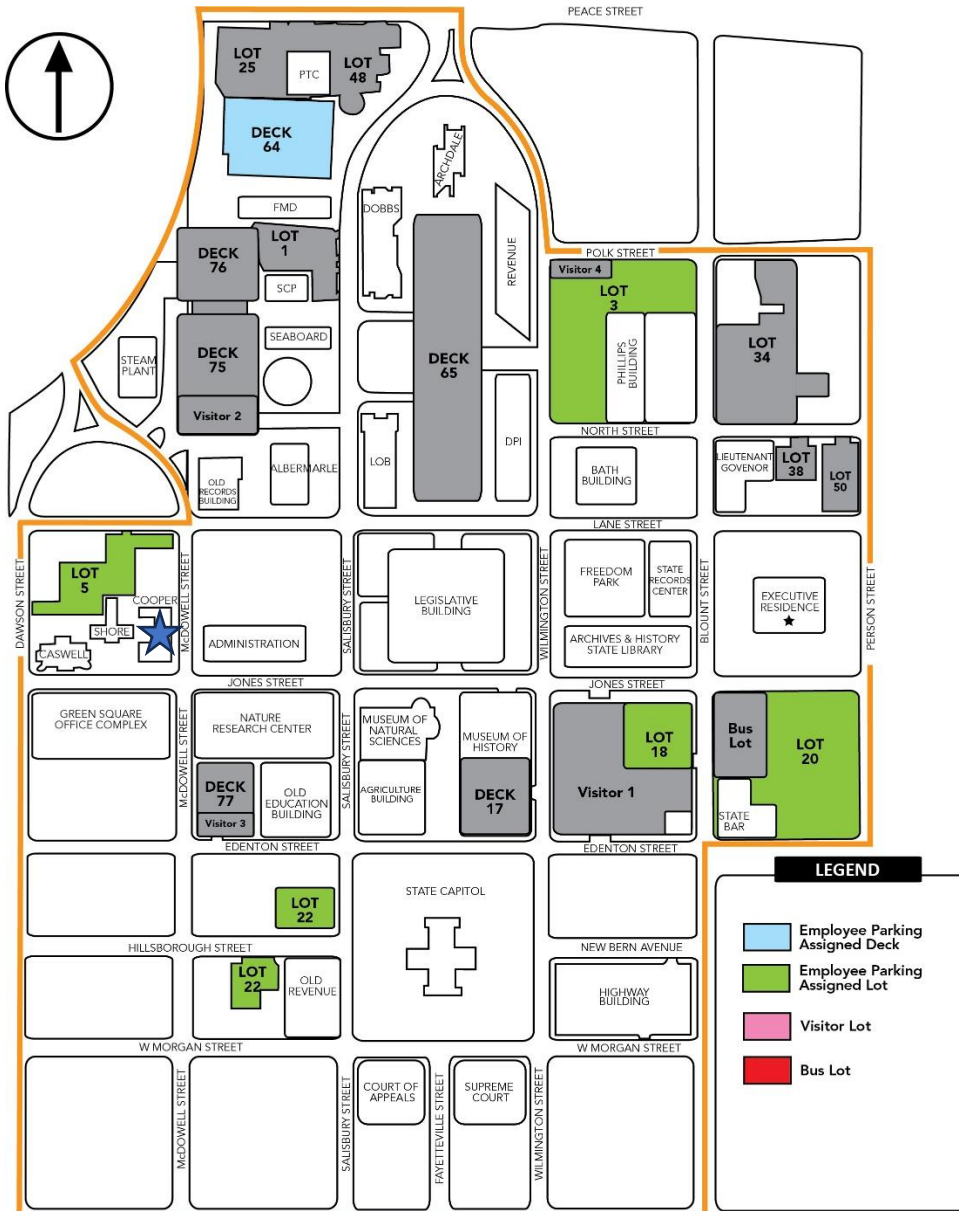 PEACE STREET
LOT
25
PTC
LOT
48
DECK
64
ARCHDALE
FMD
DOBBS
LOT
1
DECK
76
SCP
REVENUE
POLK STREET
Visitor 4
LOT
3
PHILLIPS
BUILDING
LOT
34
SEABOARD
STEAM
PLANT
DECK
75
DECK
65
Visitor 2
NORTH STREET
OLD
RECORDS
BUILDING
ALBERMARLE
LOB
DPI
BATH
BUILDING
LIEUTENANT
GOVENOR
LOT
38
LOT
50
LANE STREET
DAWSON STREET
LOT
5
COOPER
SHORE
CASWELL
McDOWELL STREET
ADMINISTRATION
SALISBURY STREET
LEGISLATIVE
BUILDING
WILMINGTON STREET
FREEDOM
PARK
STATE
RECORDS
CENTER
ARCHIVES & HISTORY
STATE LIBRARY
BLOUNT STREET
EXECUTIVE
RESIDENCE
PERSON STREET
JONES STREET
JONES STREET
GREEN SQUARE
OFFICE COMPLEX
McDOWELL STREET
NATURE
RESEARCH CENTER
SALISBURY STREET
MUSEUM OF
NATURAL
SCIENCES
MUSEUM OF
HISTORY
LOT
18
Bus
Lot
LOT
20
DECK
77
Visitor 3
OLD
EDUCATION
BUILDING
AGRICULTURE
BUILDING
DECK
17
Visitor 1
STATE
BAR
EDENTON STREET
EDENTON STREET
LOT
22
STATE CAPITOL
HILLSBOROUGH STREET
NEW BERN AVENUE
LOT
22
OLD
REVENUE
HIGHWAY
BUILDING
W MORGAN STREET
W MORGAN STREET
McDOWELL STREET
SALISBURY STREET
COURT OF
APPEALS
FAYETTEVILLE STREET
SUPREME
COURT
WILMINGTON STREET
LEGEND
Employee Parking
Assigned Deck
Employee Parking
Assigned Lot
Visitor Lot
Bus Lot